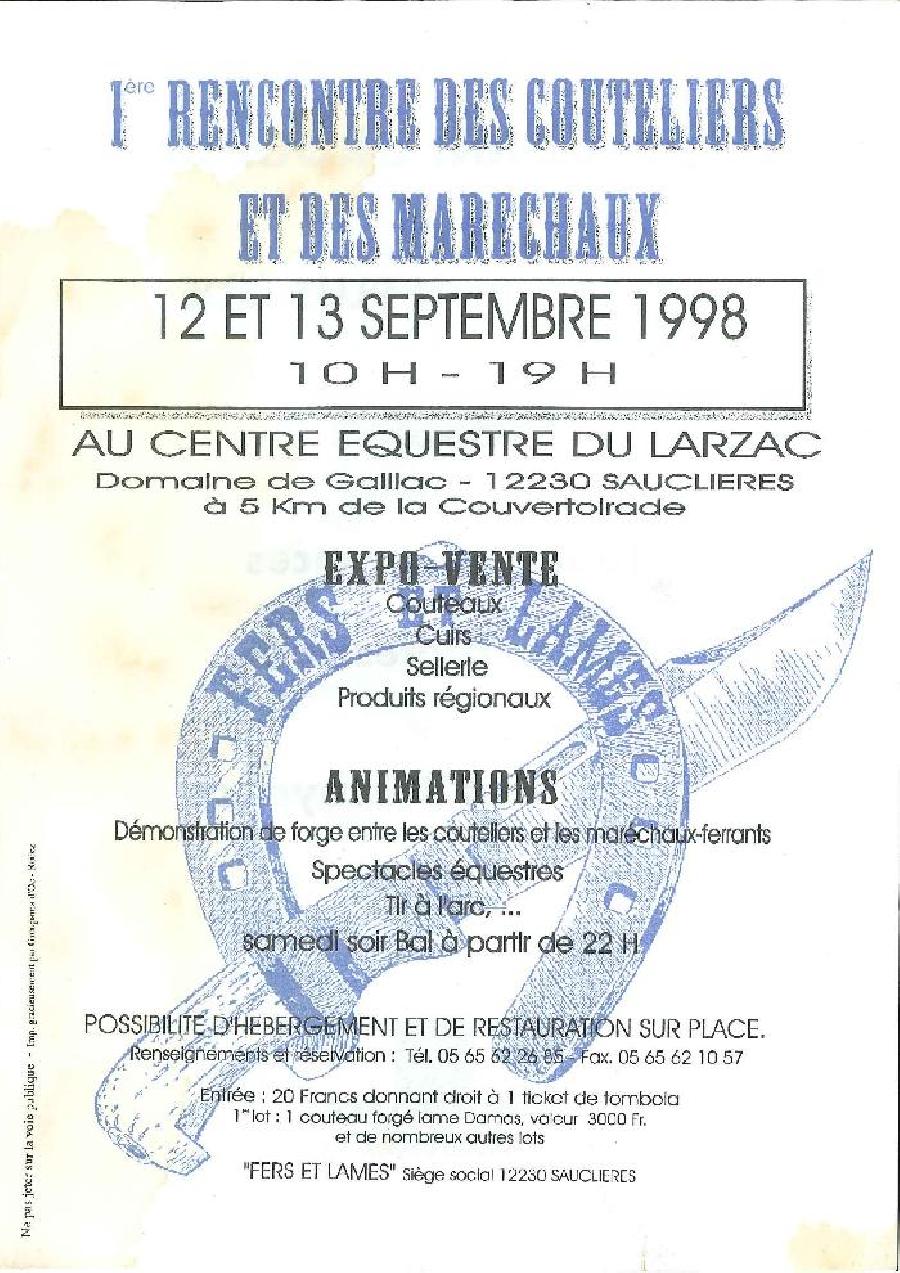 1ère RENCONTRE DES COUTELIERS
ET DES MARECHAUX
12 ET 13 SEPTEMBRE 1998
10 H - 19 H
AU CENTRE EQUESTRE DU LARZAC
Domaine de Gaillac - 12230 SAUCLIERES
à 5 Km de la Couvertoirade
EXPO-VENTE
FERS ET LAMES
Couteaux
Cuirs
Sellerie
Produits régionaux
ANIMATIONS
Démonstration de forge entre les couteliers et les maréchaux-ferrants
Spectacles équestres
Tir à l'arc, ...
samedi soir Bal à partir de 22 H
POSSIBILITE D'HEBERGEMENT ET DE RESTAURATION SUR PLACE.
Renseignements et réservation : Tél. 05 65 62 26 85 - Fax. 05 65 62 10 57
Entrée : 20 Francs donnant droit à 1 ticket de tombola
1er lot : 1 couteau forgé lame Damas, valeur 3000 Fr.
et de nombreux autres lots
"FERS ET LAMES" Siège social 12230 SAUCLIERES
Ne pas jeter sur la voie publique - Imp. gracieusement par